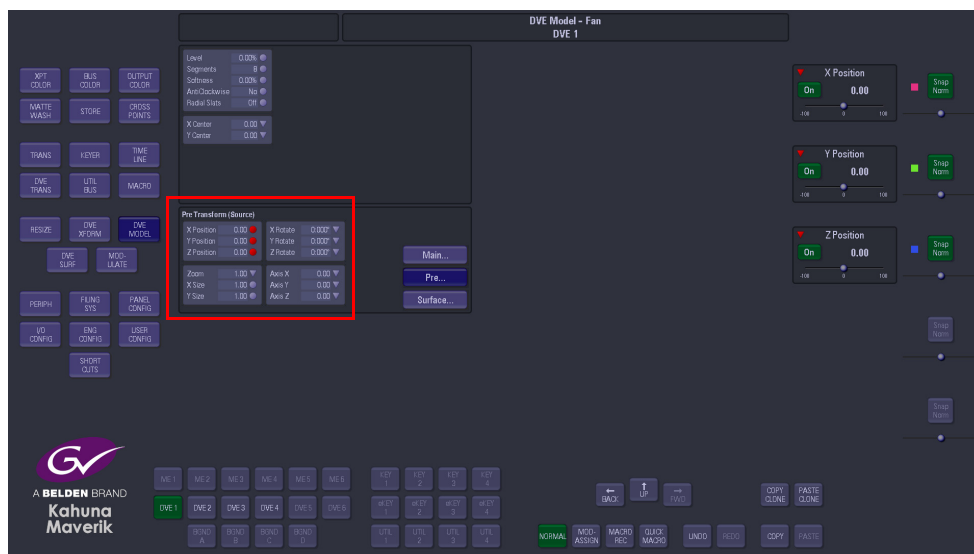 DVE Model - Fan
DVE 1
Level 0.00%
Segments 8
Softness 0.00%
AntiClockwise No
Radial Slats Off
X Center 0.00
Y Center 0.00
Pre Transform (Source)
X Position 0.00 X Rotate 0.000°
Y Position 0.00 Y Rotate 0.000°
Z Position 0.00 Z Rotate 0.000°
Zoom 1.00 Axis X 0.00
X Size 1.00 Axis Y 0.00
Y Size 1.00 Axis Z 0.00
Main...
Pre...
Surface...
XPT COLOR
BUS COLOR
OUTPUT COLOR
MATTE WASH
STORE
CROSS POINTS
TRANS
KEYER
TIME LINE
DVE TRANS
UTIL BUS
MACRO
RESIZE
DVE XFORM
DVE MODEL
DVE SURF
MOD- ULATE
PERIPH
FILING SYS
PANEL CONFIG
I/O CONFIG
ENG CONFIG
USER CONFIG
SHORT CUTS
X Position
On 0.00
-100 0 100
Snap Norm
Y Position
On 0.00
-100 0 100
Snap Norm
Z Position
On 0.00
-100 0 100
Snap Norm
Snap Norm
Snap Norm
GV
A BELDEN BRAND
Kahuna
Maverik
ME 1 ME 2 ME 3 ME 4 ME 5 ME 6
DVE 1 DVE 2 DVE 3 DVE 4 DVE 5 DVE 6
BGND A BGND B BGND C BGND D
KEY 1 KEY 2 KEY 3 KEY 4
eKEY 1 eKEY 2 eKEY 3 eKEY 4
UTIL 1 UTIL 2 UTIL 3 UTIL 4
BACK UP FWD
COPY CLONE PASTE CLONE
NORMAL MOD- ASSIGN MACRO REC QUICK MACRO UNDO REDO COPY PASTE